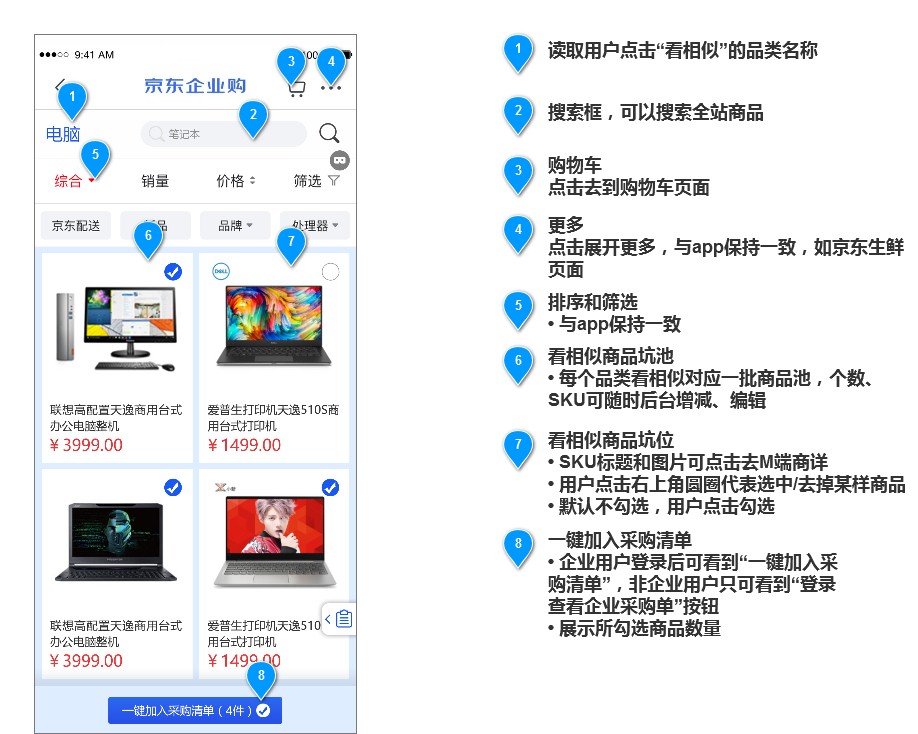 9:41 AM
京东企业购
3
4
1
2
电脑
笔记本
5
综合
销量
价格
筛选
京东配送
品牌
处理器
6
7
DELL
联想高配置天逸商用台式
办公电脑整机
¥3999.00
爱普生打印机天逸510S商
用台式打印机
¥1499.00
小新
联想高配置天逸商用台式
办公电脑整机
¥3999.00
爱普生打印机天逸510
用台式打印机
¥1499.00
8
一键加入采购清单（4件）
1
读取用户点击“看相似”的品类名称
2
搜索框，可以搜索全站商品
3
购物车
点击去到购物车页面
4
更多
点击展开更多，与app保持一致，如京东生鲜
页面
5
排序和筛选
• 与app保持一致
6
看相似商品坑池
• 每个品类看相似对应一批商品池，个数、
SKU可随时后台增减、编辑
7
看相似商品坑位
• SKU标题和图片可点击去M端商详
• 用户点击右上角圆圈代表选中/去掉某样商品
• 默认不勾选，用户点击勾选
8
一键加入采购清单
• 企业用户登录后可看到“一键加入采
购清单”，非企业用户只可看到“登录
查看企业采购单”按钮
• 展示所勾选商品数量